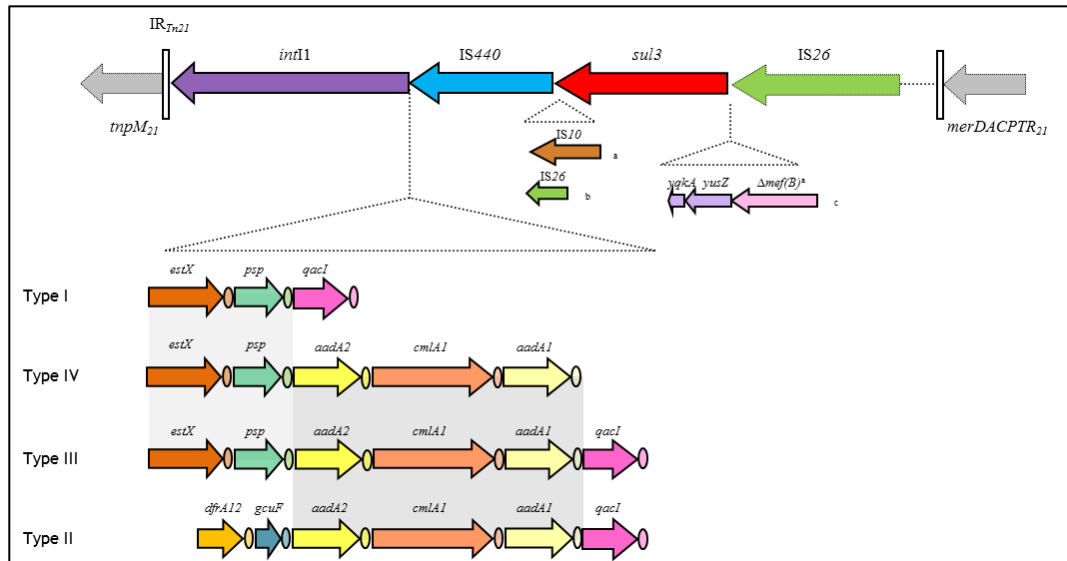 IR Tn21
intI1 IS440 sul3 IS26
tnpM21 merDACPTR21
IS10
a
IS26
b
yqkA yusZ Δmef(B)ª
c
estX psp qacI
Type I
estX psp aadA2 cmlA1 aadA1
Type IV
estX psp aadA2 cmlA1 aadA1 qacI
Type III
dfrA12 gcuF aadA2 cmlA1 aadA1 qacI
Type II